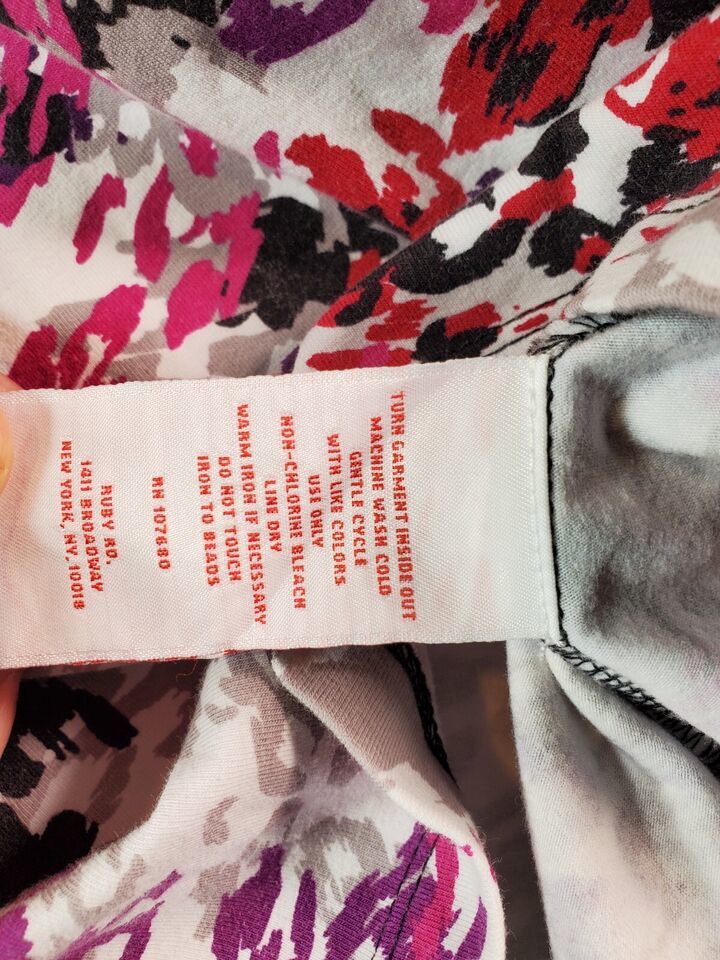 TURN GARMENT INSIDE OUT
MACHINE WASH COLD
GENTLE CYCLE
WITH LIKE COLORS
USE ONLY
NON-CHLORINE BLEACH
LINE DRY
WARM IRON IF NECESSARY
DO NOT TOUCH
IRON TO BEADS
RN 107680
RUBY RD.
1411 BROADWAY
NEW YORK, NY, 10018